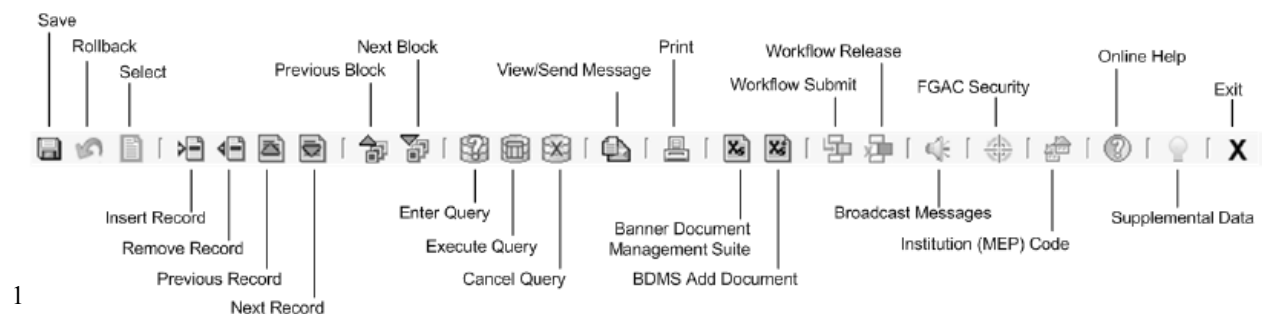 Save
Rollback
Select
Previous Block
Next Block
View/Send Message
Print
Workflow Submit
Workflow Release
FGAC Security
Online Help
Exit
Insert Record
Remove Record
Previous Record
Next Record
Enter Query
Execute Query
Cancel Query
Banner Document
Management Suite
BDMS Add Document
Broadcast Messages
Institution (MEP) Code
Supplemental Data
X
1